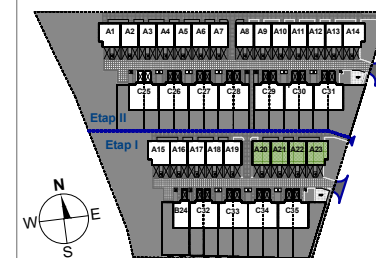 A1 A2 A3 A4 A5 A6 A7 A8 A9 A10 A11 A12 A13 A14
C25 C26 C27 C28 C29 C30 C31
Etap II
Etap I
A15 A16 A17 A18 A19 A20 A21 A22 A23
B24 C32 C33 C34 C35
N
W E
S